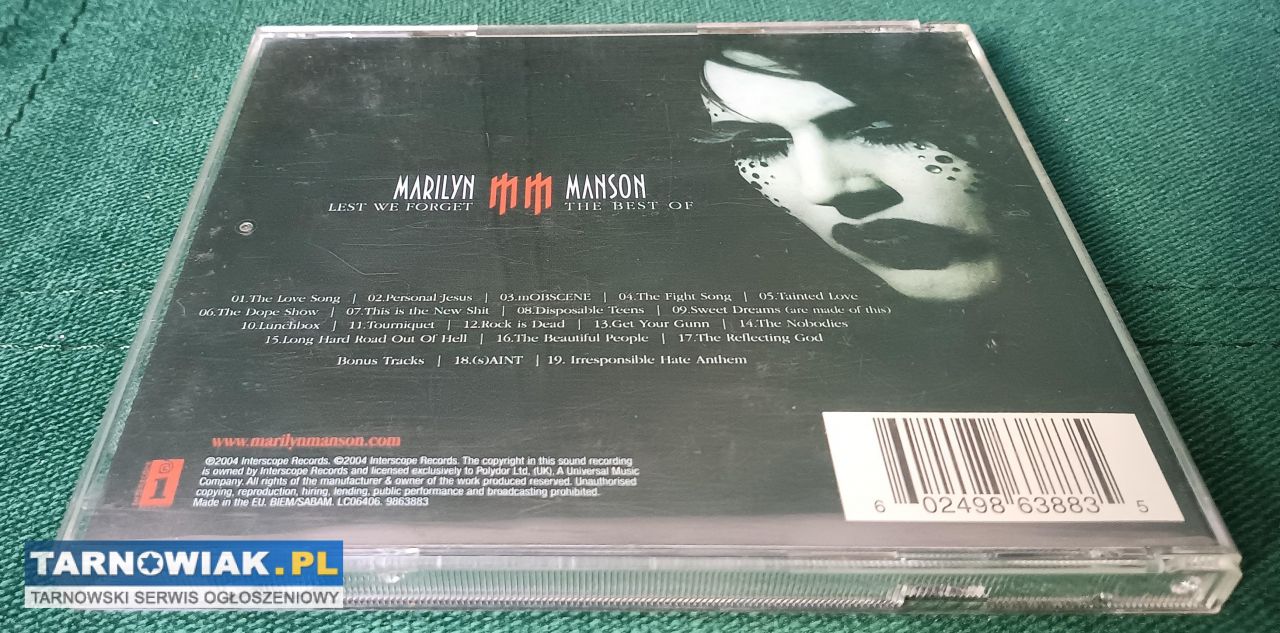 MARILYN MANSON
LEST WE FORGET THE BEST OF
01.The Love Song | 02.Personal Jesus | 03.mOBSCENE | 04.The Fight Song | 05.Tainted Love
06.The Dope Show | 07.This is the New Shit | 08.Disposable Teens | 09.Sweet Dreams (are made of this)
10.Lunchbox | 11.Tourniquet | 12.Rock is Dead | 13.Get Your Gunn | 14.The Nobodies
15.Long Hard Road Out Of Hell | 16.The Beautiful People | 17.The Reflecting God
Bonus Tracks | 18.(s)AINT | 19. Irresponsible Hate Anthem
www.marilynmanson.com
℗2004 Interscope Records. ©2004 Interscope Records. The copyright in this sound recording
is owned by Interscope Records and licensed exclusively to Polydor Ltd, (UK), A Universal Music
Company. All rights of the manufacturer & owner of the work produced reserved. Unauthorised
copying, reproduction, hiring, lending, public performance and broadcasting prohibited.
Made in the EU. BIEM/SABAM. LC06406. 9863883
6 02498 63883 5
TARNOWIAK.PL
TARNOWSKI SERWIS OGŁOSZENIOWY